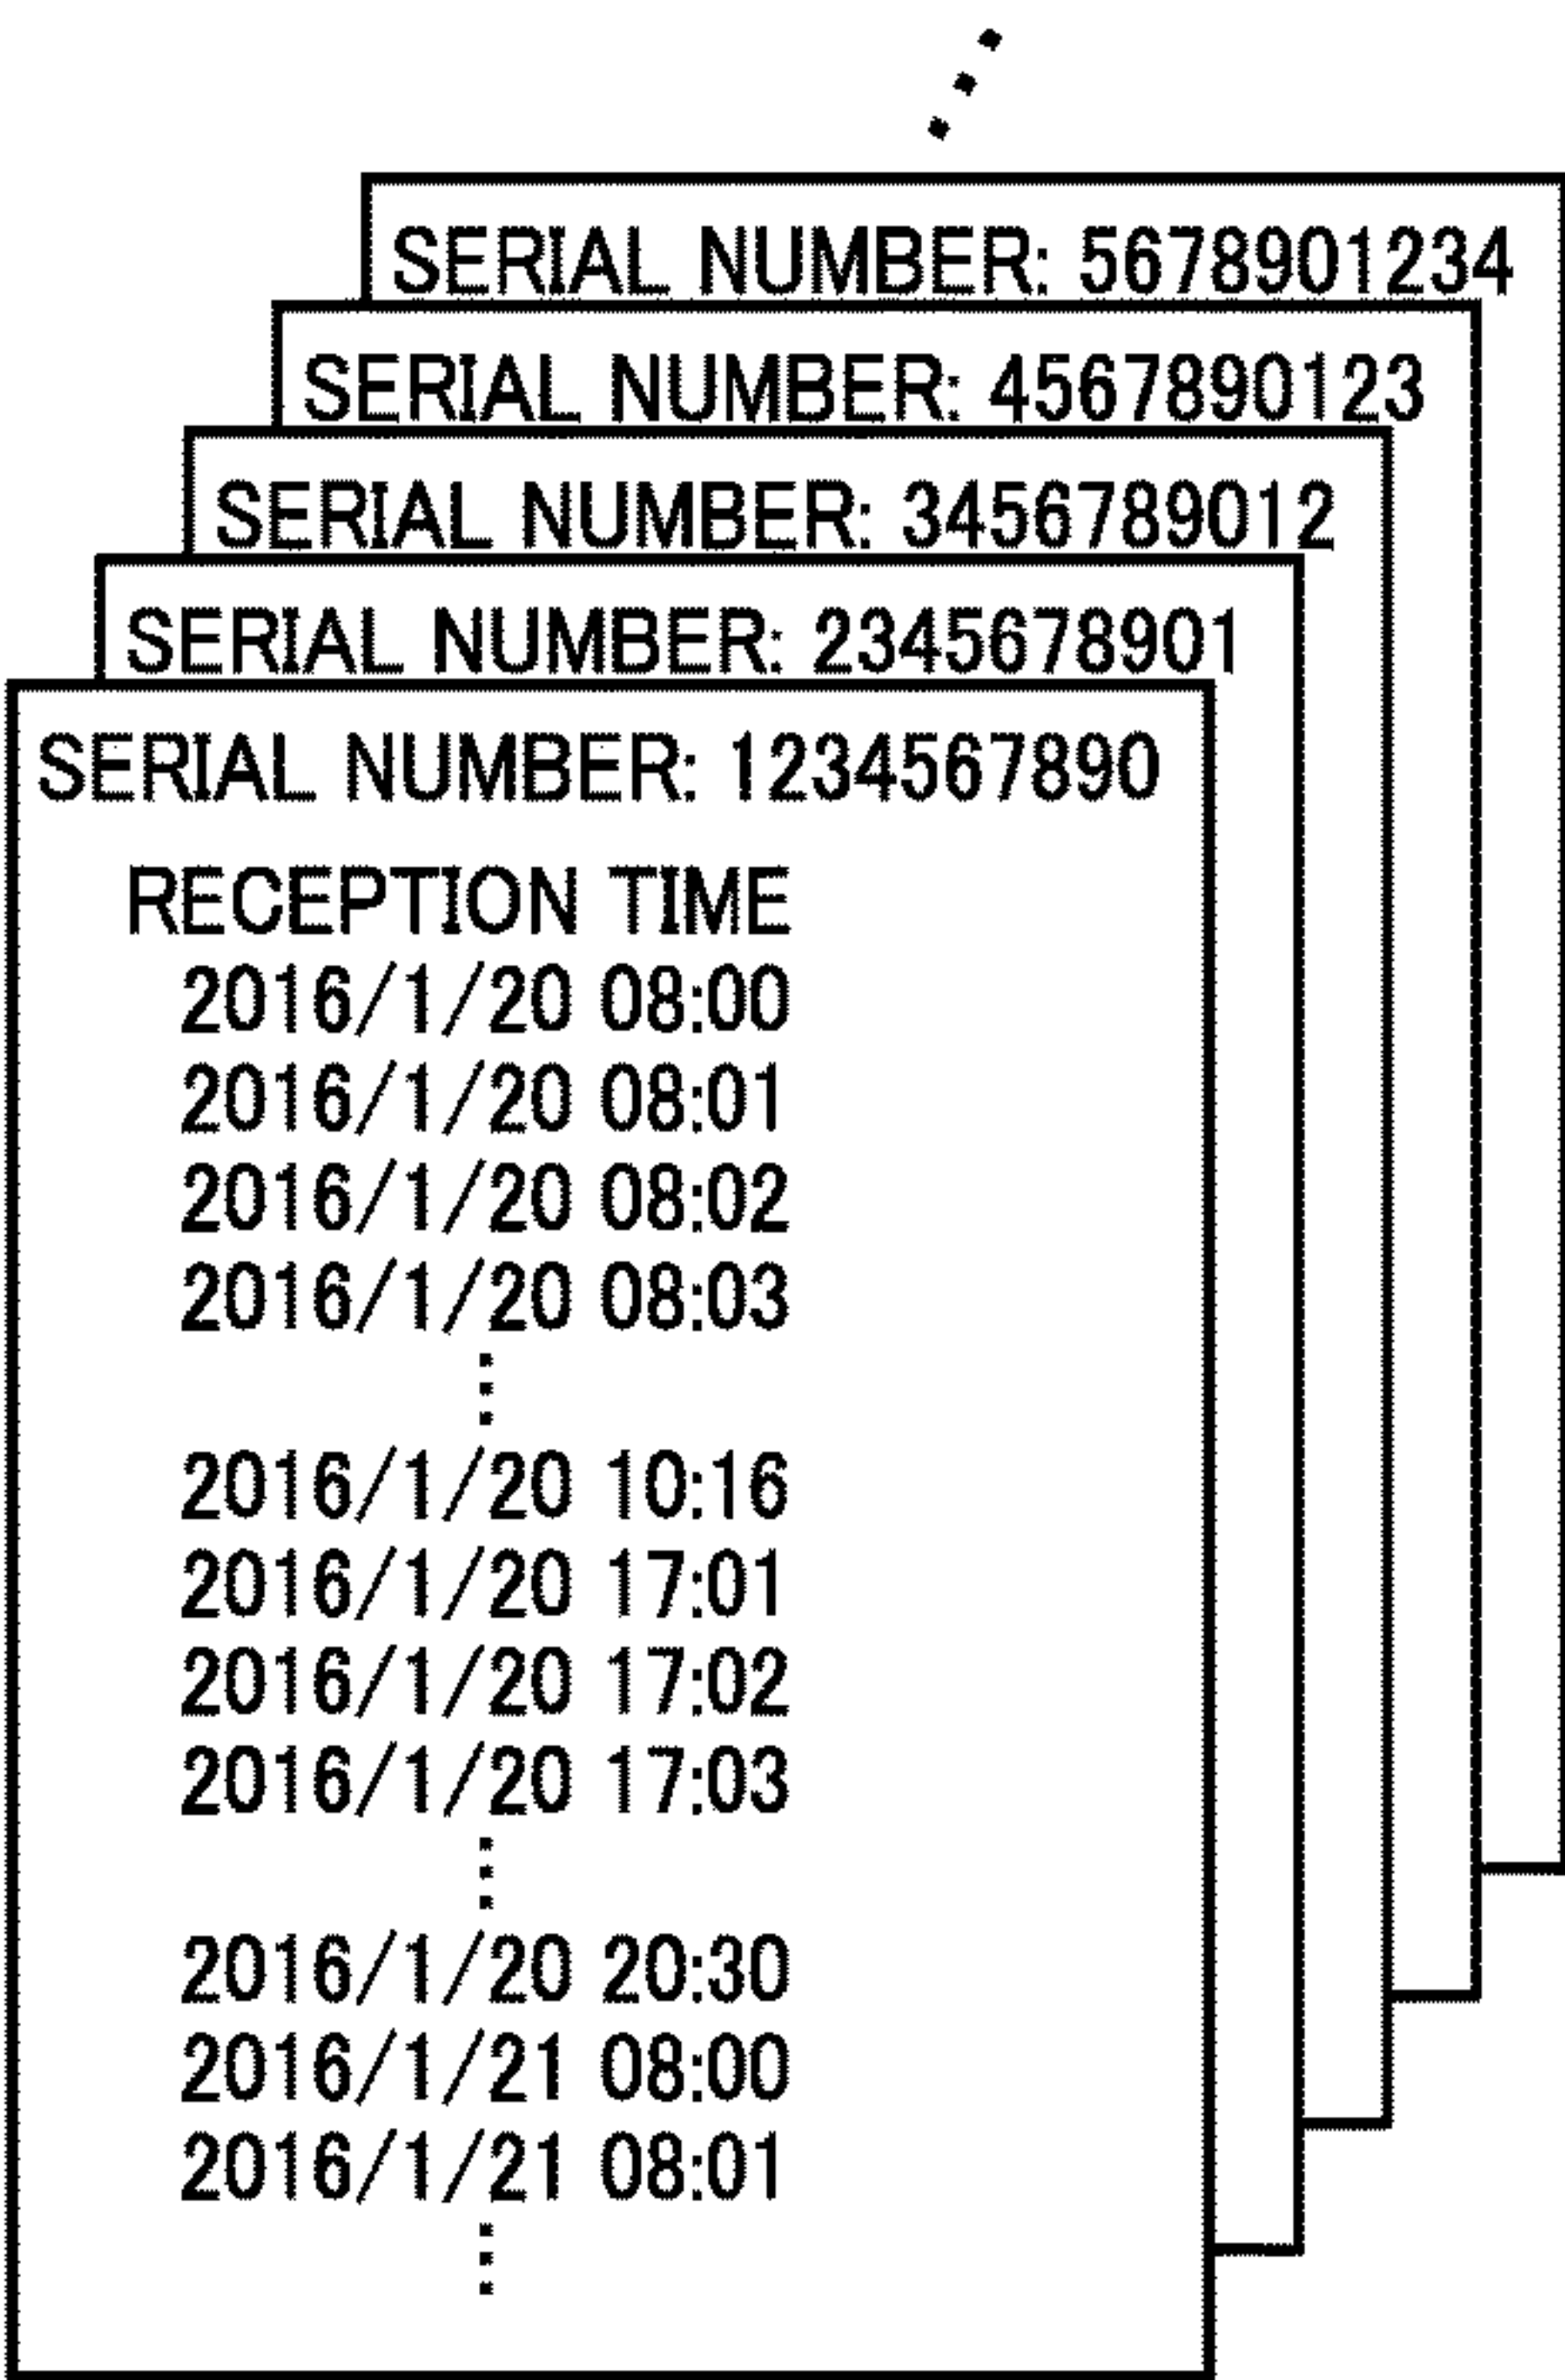 SERIAL NUMBER: 5678901234
SERIAL NUMBER: 4567890123
SERIAL NUMBER: 3456789012
SERIAL NUMBER: 2345678901
SERIAL NUMBER: 1234567890
RECEPTION TIME
2016/1/20 08:00
2016/1/20 08:01
2016/1/20 08:02
2016/1/20 08:03
2016/1/20 10:16
2016/1/20 17:01
2016/1/20 17:02
2016/1/20 17:03
2016/1/20 20:30
2016/1/21 08:00
2016/1/21 08:01